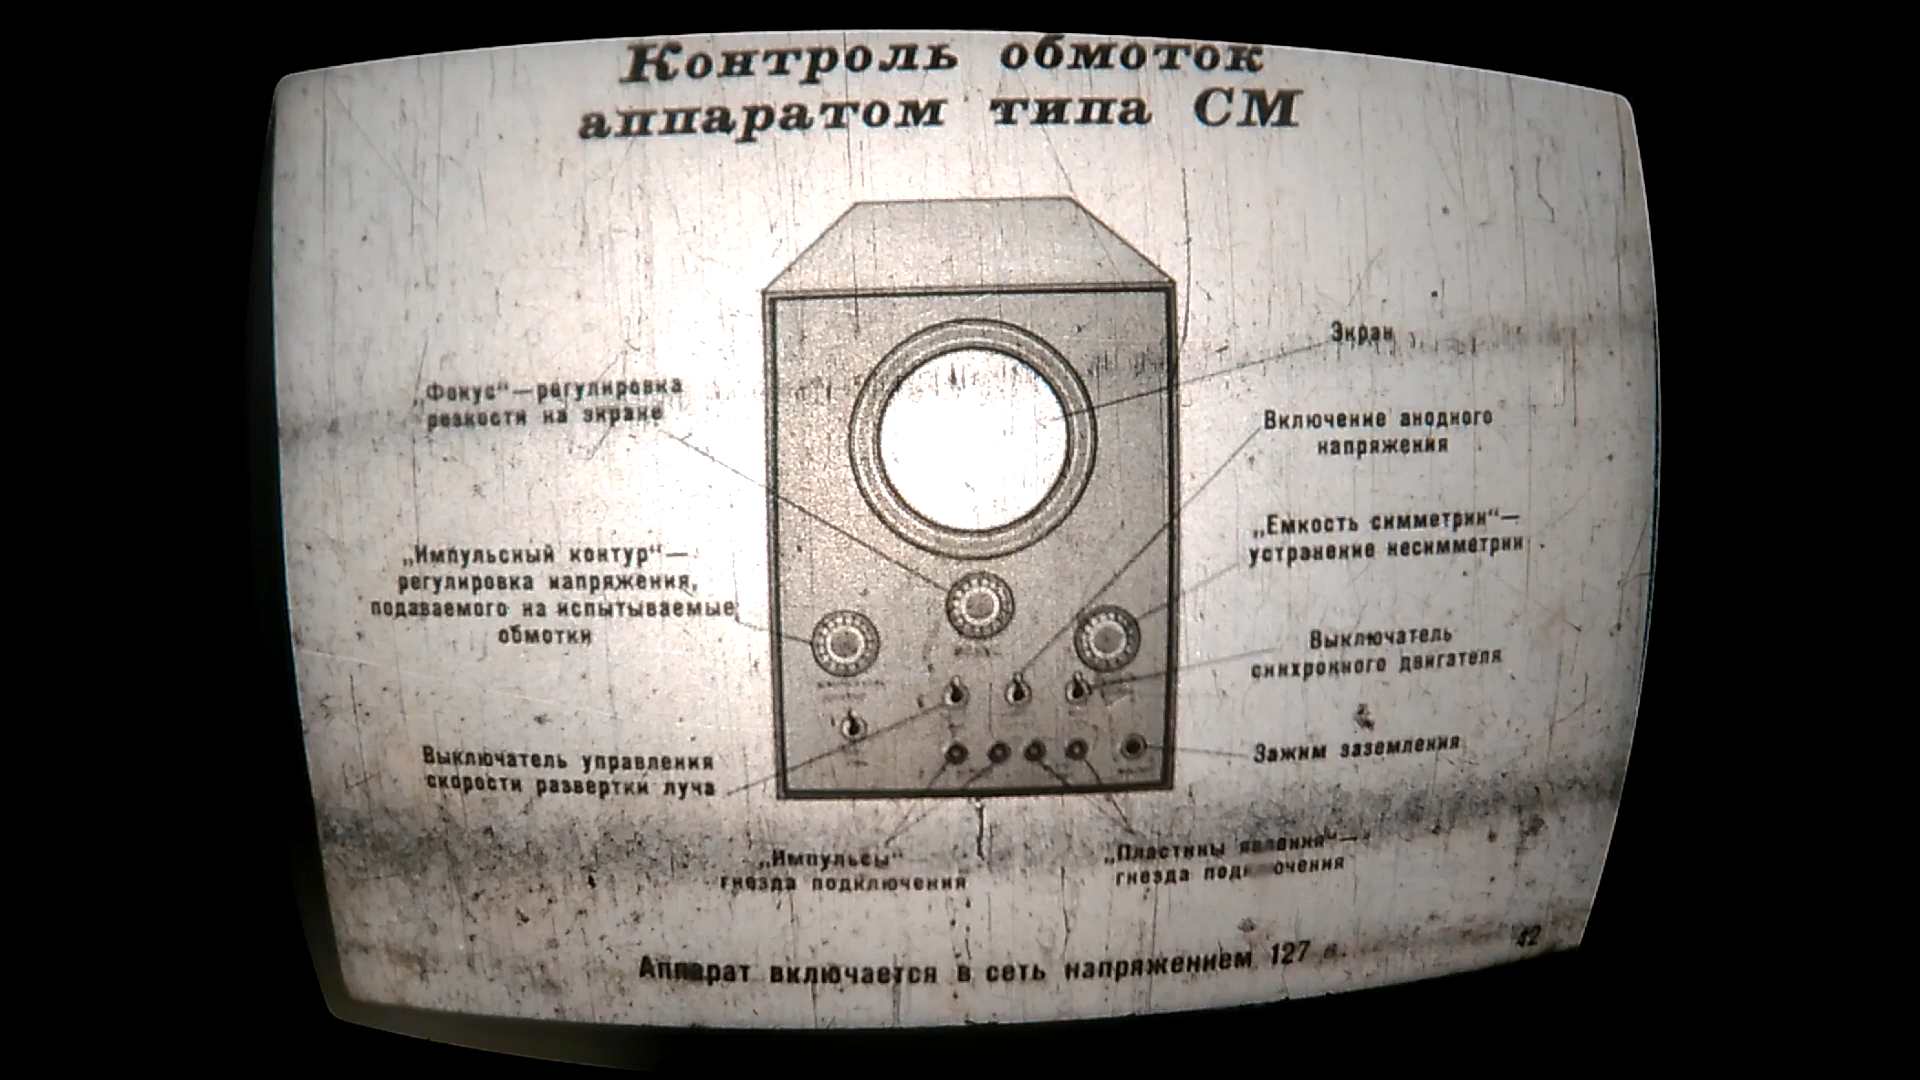 Контроль обмоток
аппаратом типа СМ
Экран
„Фокус“—регулировка
резкости на экране
Включение анодного
напряжения
„Емкость симметрии“—
устранение несимметрии
„Импульсный контур“—
регулировка напряжения,
подаваемого на испытываемые
обмотки
Выключатель
синхронного двигателя
Выключатель управления
скорости развертки луча
Зажим заземления
„Импульсы“
гнезда подключения
„Пластины явления“—
гнезда подключения
Аппарат включается в сеть напряжением 127 в.
42